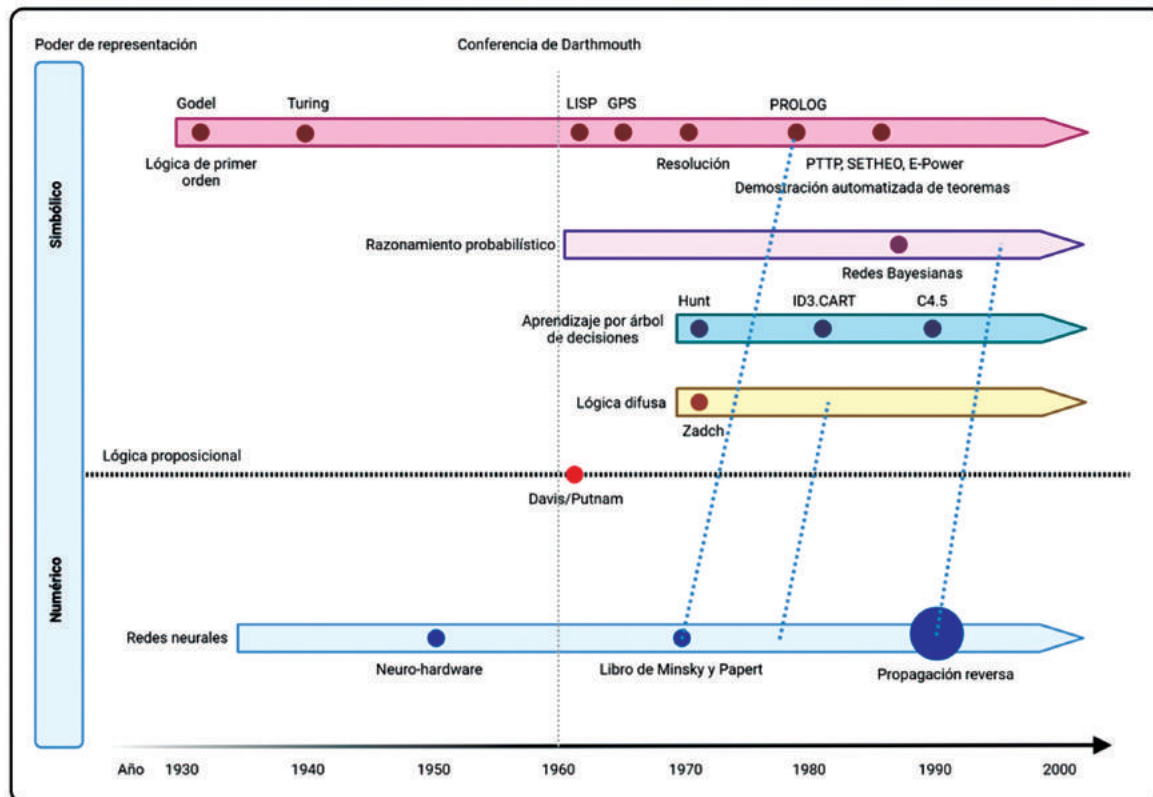 Poder de representación
Conferencia de Darthmouth
Simbólico
Numérico
Godel
Turing
LISP
GPS
PROLOG
Lógica de primer
orden
Resolución
PTTP, SETHEO, E-Power
Demostración automatizada de teoremas
Razonamiento probabilístico
Redes Bayesianas
Hunt
ID3.CART
C4.5
Aprendizaje por árbol
de decisiones
Lógica difusa
Zadch
Lógica proposicional
Davis/Putnam
Redes neurales
Neuro-hardware
Libro de Minsky y Papert
Propagación reversa
Año 1930 1940 1950 1960 1970 1980 1990 2000